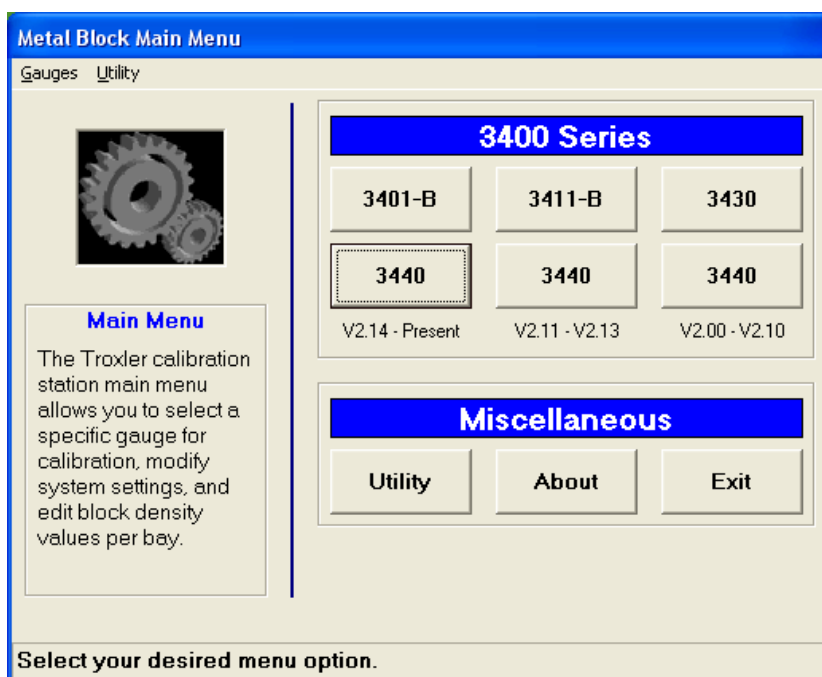 Metal Block Main Menu
Gauges Utility
3400 Series
3401-B 3411-B 3430
3440 3440 3440
V2.14 - Present V2.11 - V2.13 V2.00 - V2.10
Main Menu
The Troxler calibration
station main menu
allows you to select a
specific gauge for
calibration, modify
system settings, and
edit block density
values per bay.
Miscellaneous
Utility About Exit
Select your desired menu option.